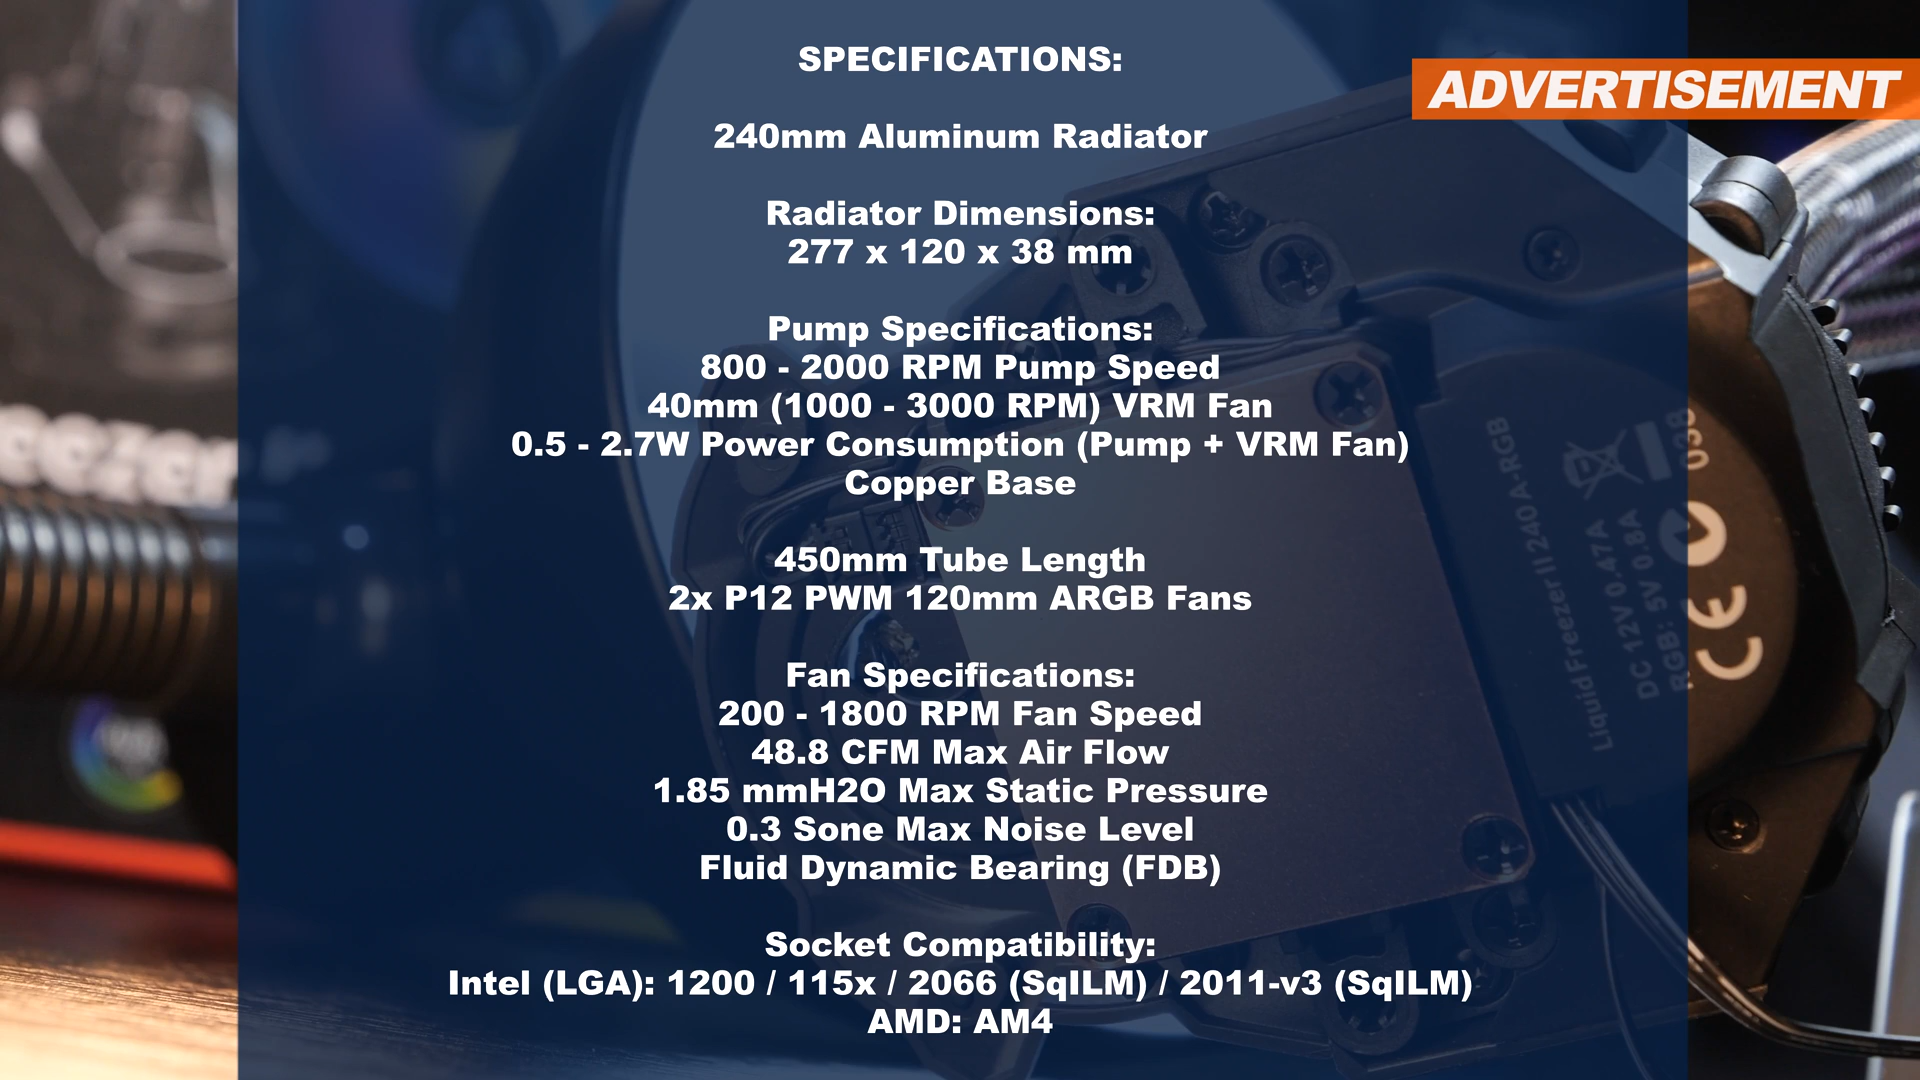 SPECIFICATIONS:
ADVERTISEMENT
240mm Aluminum Radiator
Radiator Dimensions:
277 x 120 x 38 mm
Pump Specifications:
800 - 2000 RPM Pump Speed
40mm (1000 - 3000 RPM) VRM Fan
0.5 - 2.7W Power Consumption (Pump + VRM Fan)
Copper Base
450mm Tube Length
2x P12 PWM 120mm ARGB Fans
Fan Specifications:
200 - 1800 RPM Fan Speed
48.8 CFM Max Air Flow
1.85 mmH2O Max Static Pressure
0.3 Sone Max Noise Level
Fluid Dynamic Bearing (FDB)
Socket Compatibility:
Intel (LGA): 1200 / 115x / 2066 (SqILM) / 2011-v3 (SqILM)
AMD: AM4
Liquid Freezer II 240 A-RGB
DC 12V 0.47A
RGB: 5V 0.8A
CE